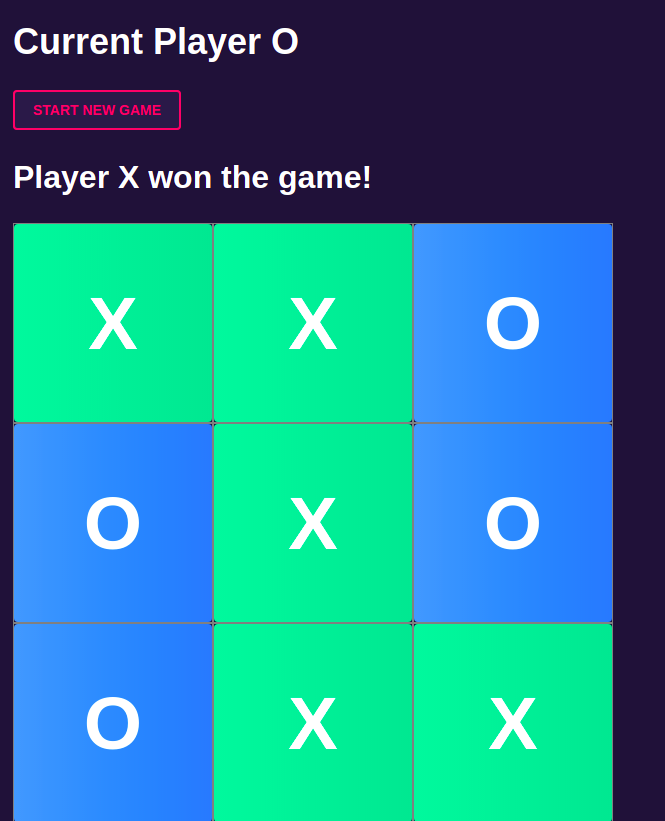 Current Player O
START NEW GAME
Player X won the game!
X X O
O X O
O X X